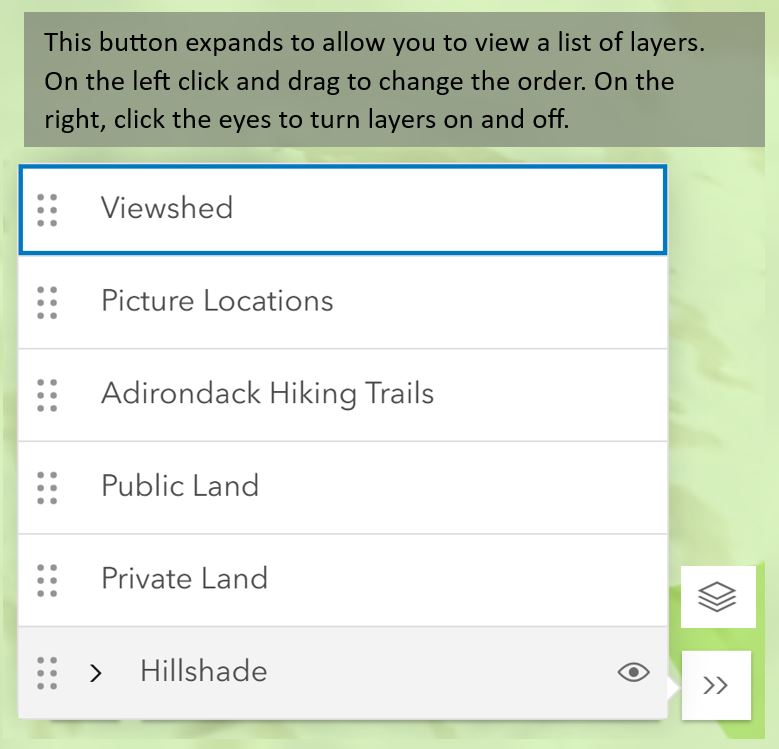 This button expands to allow you to view a list of layers.
On the left click and drag to change the order. On the
right, click the eyes to turn layers on and off.
Viewshed
Picture Locations
Adirondack Hiking Trails
Public Land
Private Land
Hillshade